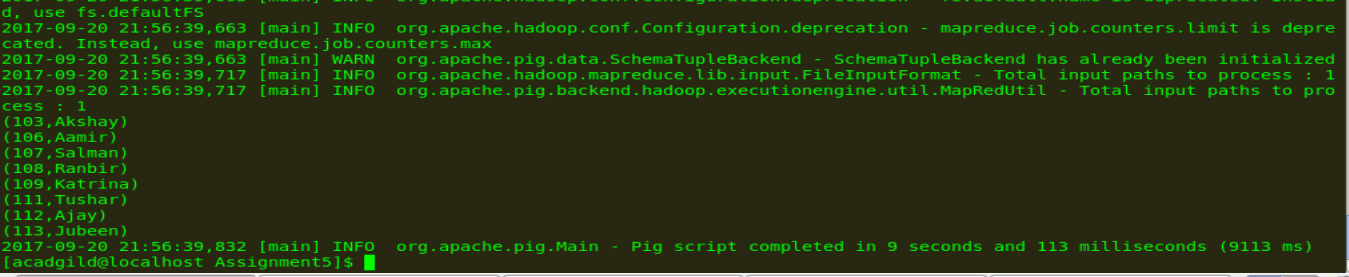 d, use fs.defaultFS
2017-09-20 21:56:39,663 [main] INFO  org.apache.hadoop.conf.Configuration.deprecation - mapreduce.job.counters.limit is depre
cated. Instead, use mapreduce.job.counters.max
2017-09-20 21:56:39,663 [main] WARN  org.apache.pig.data.SchemaTupleBackend - SchemaTupleBackend has already been initialized
2017-09-20 21:56:39,717 [main] INFO  org.apache.hadoop.mapreduce.lib.input.FileInputFormat - Total input paths to process : 1
2017-09-20 21:56:39,717 [main] INFO  org.apache.pig.backend.hadoop.executionengine.util.MapRedUtil - Total input paths to pro
cess : 1
(103,Akshay)
(106,Aamir)
(107,Salman)
(108,Ranbir)
(109,Katrina)
(111,Tushar)
(112,Ajay)
(113,Jubeen)
2017-09-20 21:56:39,832 [main] INFO  org.apache.pig.Main - Pig script completed in 9 seconds and 113 milliseconds (9113 ms)
[acadgild@localhost Assignment5]$